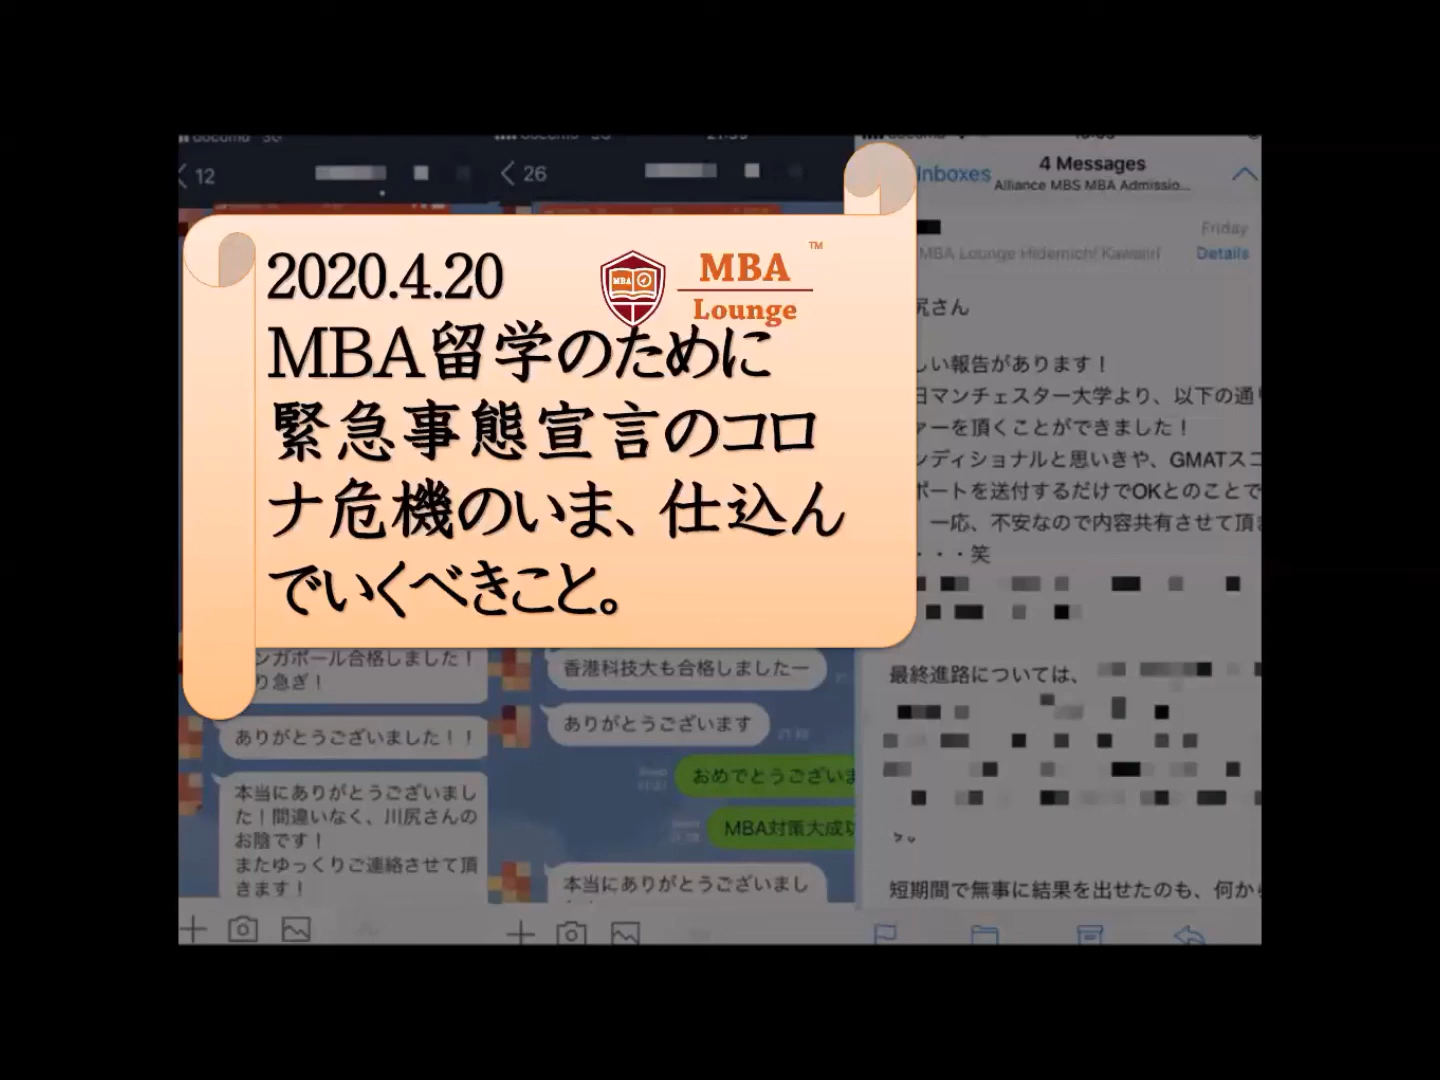 12
26
4 Messages
Inboxes
Alliance MBS MBA Admissio...
Friday
MBA Lounge Hidemichi Kawajiri
Details
2020.4.20
MBA Lounge
TM
MBA
MBA留学のために
緊急事態宣言のコロ
ナ危機のいま、仕込ん
でいくべきこと。
尻さん
しい報告があります！
日マンチェスター大学より、以下の通り
ァーを頂くことができました！
ンディショナルと思いきや、GMATスコ
ポートを送付するだけでOKとのことで
一応、不安なので内容共有させて頂き
・・・笑
最終進路については、
短期間で無事に結果を出せたのも、何から
ンガポール合格しました！
り急ぎ！
ありがとうございました！！
本当にありがとうございまし
た！間違いなく、川尻さんの
お陰です！
またゆっくりご連絡させて頂
きます！
香港科技大も合格しましたー
ありがとうございます
おめでとうございま
MBA対策大成功
本当にありがとうございまし